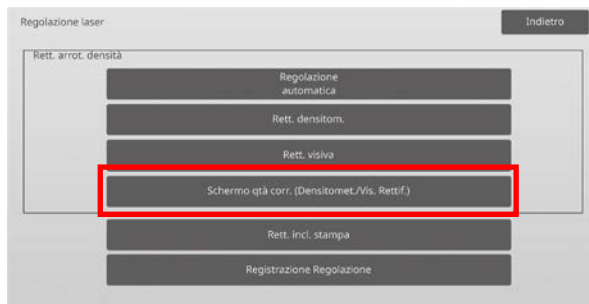 Regolazione laser
Indietro
Rett. arrot. densità
Regolazione
automatica
Rett. densitom.
Rett. visiva
Schermo qtà corr. (Densitomet./Vis. Rettif.)
Rett. incl. stampa
Registrazione Regolazione